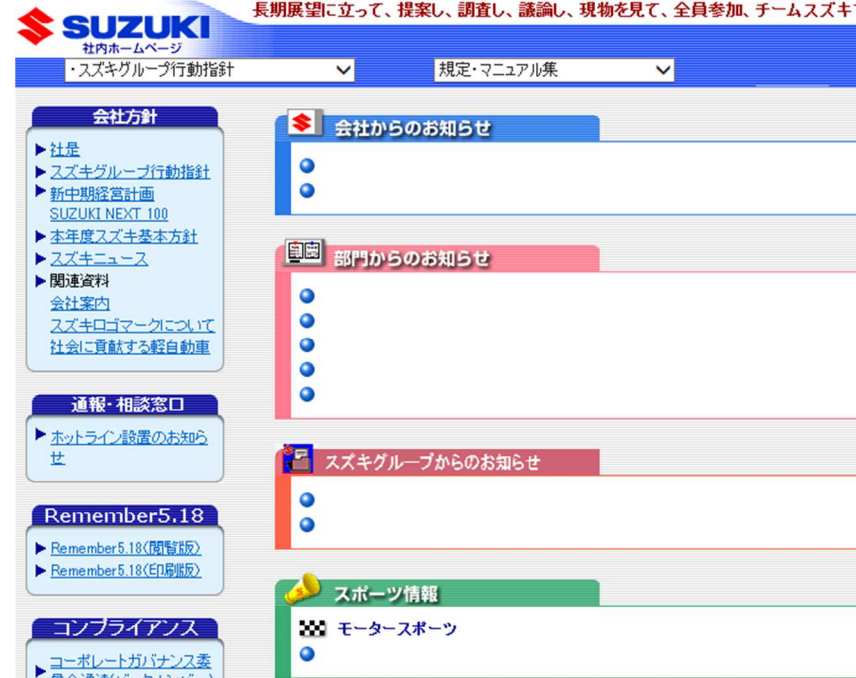 長期展望に立って、提案し、調査し、議論し、現物を見て、全員参加、チームスズキ
SUZUKI
社内ホームページ
・スズキグループ行動指針
規定・マニュアル集
会社方針
社是
スズキグループ行動指針
新中期経営計画
SUZUKI NEXT 100
本年度スズキ基本方針
スズキニュース
関連資料
会社案内
スズキロゴマークについて
社会に貢献する軽自動車
通報・相談窓口
ホットライン設置のお知ら
せ
Remember5.18
Remember5.18(閲覧版)
Remember5.18(印刷版)
コンプライアンス
コーポレートガバナンス委
会社からのお知らせ
部門からのお知らせ
スズキグループからのお知らせ
スポーツ情報
モータースポーツ